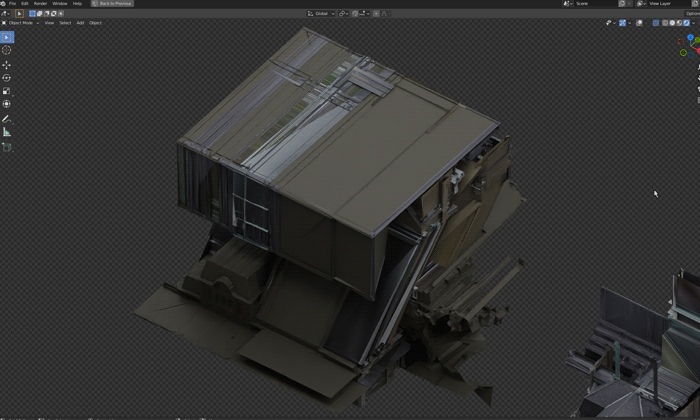 File Edit Render Window Help Back to Previous Scene View Layer
Global Options
Object Mode View Select Add Object